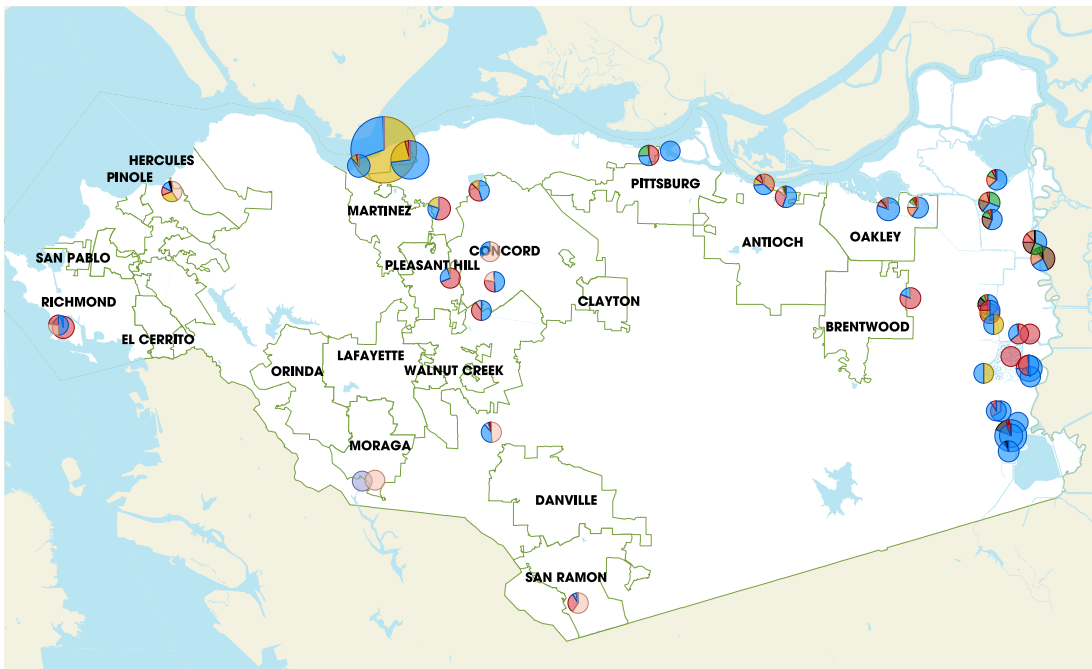 HERCULES
PINOLE
PITTSBURG
MARTINEZ
OAKLEY
ANTIOCH
CONCORD
SAN PABLO
PLEASANT HILL
RICHMOND
CLAYTON
BRENTWOOD
EL CERRITO
LAFAYETTE
ORINDA
WALNUT CREEK
MORAGA
DANVILLE
SAN RAMON